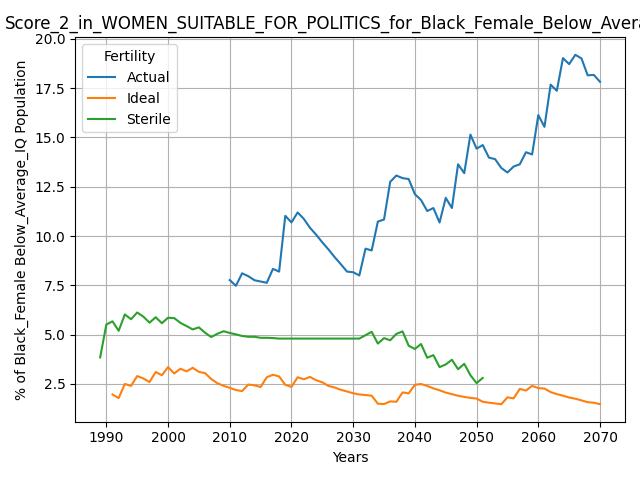 Score_2_in_WOMEN_SUITABLE_FOR_POLITICS_for_Black_Female_Below_Avera
% of Black_Female Below_Average_IQ Population
Fertility
Actual
Ideal
Sterile
20.0
17.5
15.0
12.5
10.0
7.5
5.0
2.5
1990 2000 2010 2020 2030 2040 2050 2060 2070
Years